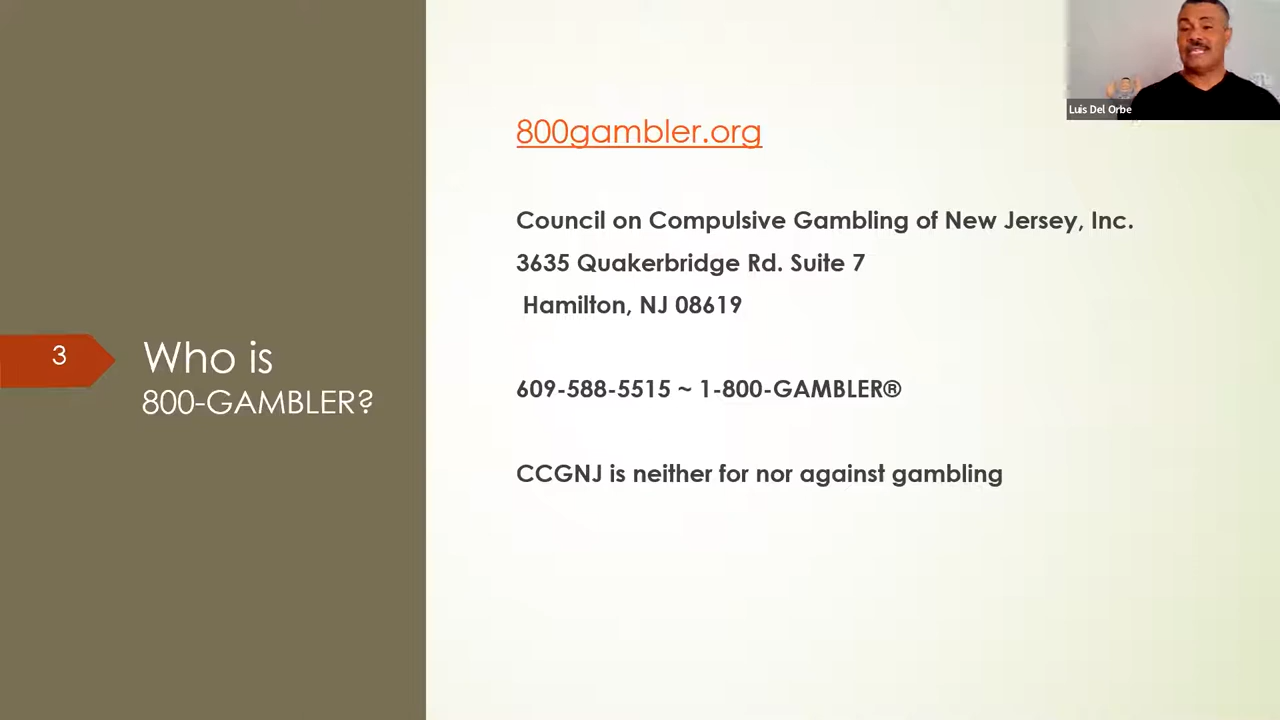 3
Who is
800-GAMBLER?
800gambler.org
Council on Compulsive Gambling of New Jersey, Inc.
3635 Quakerbridge Rd. Suite 7
Hamilton, NJ 08619
609-588-5515 ~ 1-800-GAMBLER®
CCGNJ is neither for nor against gambling
Luis Del Orbe